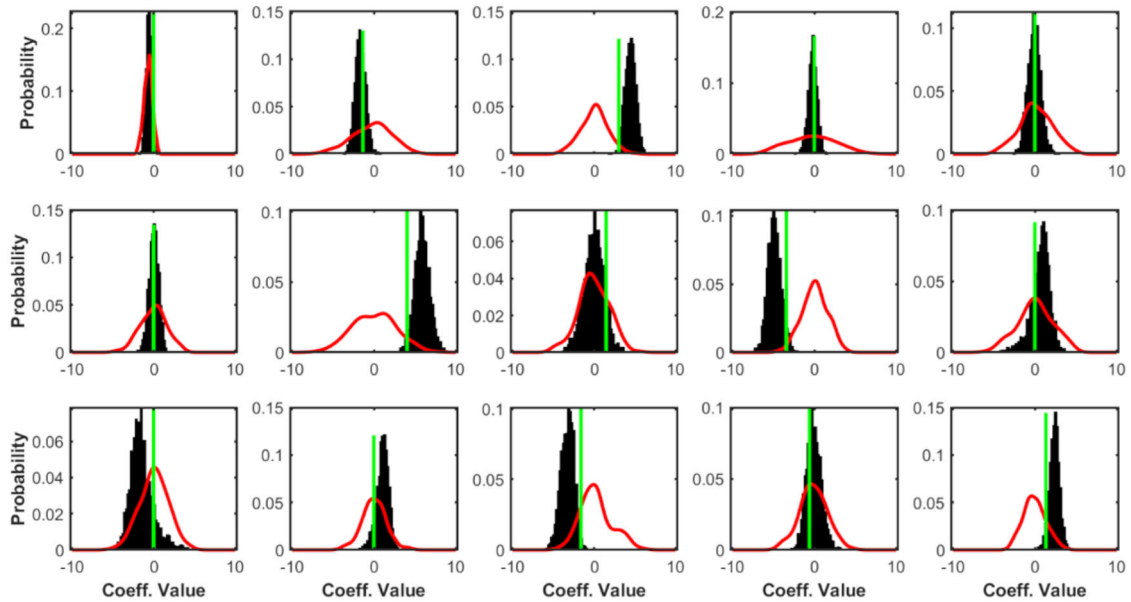 0.2 0.15 0.15 0.2
0.1 0.1 0.1
0.1 0.1
0.05 0.05 0.05
0 0 0 0 0
-10 0 10 -10 0 10 -10 0 10 -10 0 10 -10 0 10
Probability
0.15 0.1 0.1 0.1
0.06
0.1
0.05 0.04 0.05 0.05
0.05 0.02
0 0 0 0 0
-10 0 10 -10 0 10 -10 0 10 -10 0 10 -10 0 10
Probability
0.15 0.1 0.1 0.15
0.06
0.1 0.1
0.04 0.05 0.05
0.02 0.05 0.05
0 0 0 0 0
-10 0 10 -10 0 10 -10 0 10 -10 0 10 -10 0 10
Probability
Coeff. Value Coeff. Value Coeff. Value Coeff. Value Coeff. Value